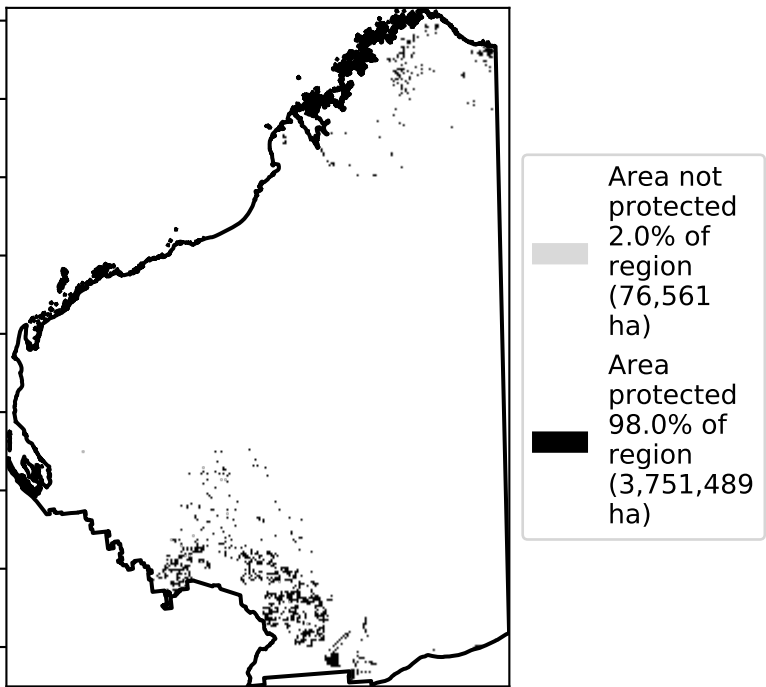 Area not
protected
2.0% of
region
(76,561
ha)
Area
protected
98.0% of
region
(3,751,489
ha)